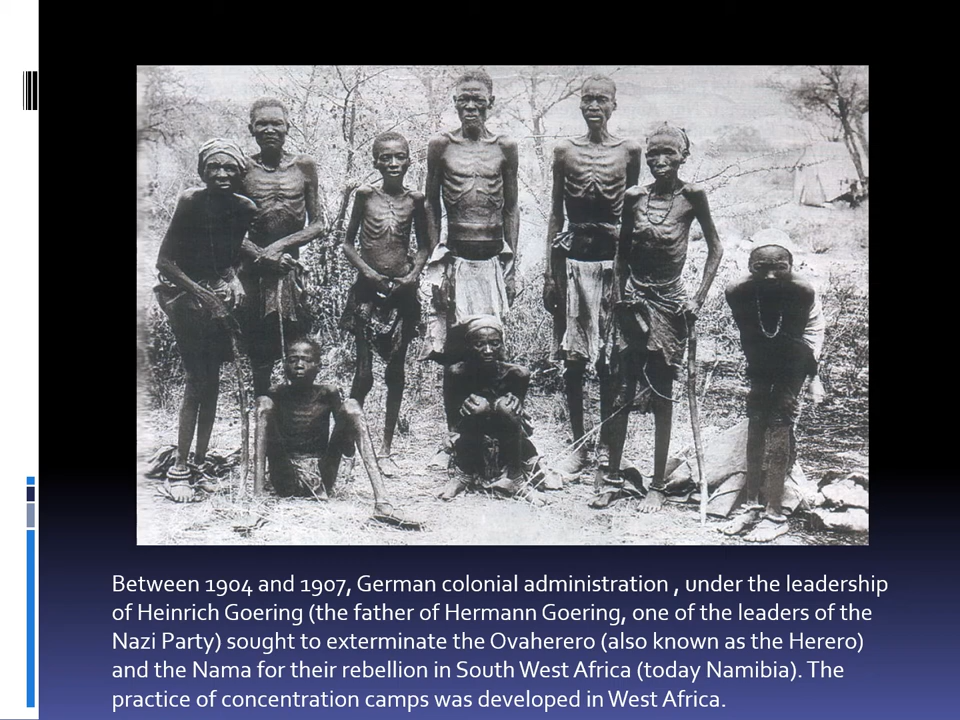 Between 1904 and 1907, German colonial administration , under the leadership
of Heinrich Goering (the father of Hermann Goering, one of the leaders of the
Nazi Party) sought to exterminate the Ovaherero (also known as the Herero)
and the Nama for their rebellion in South West Africa (today Namibia). The
practice of concentration camps was developed in West Africa.